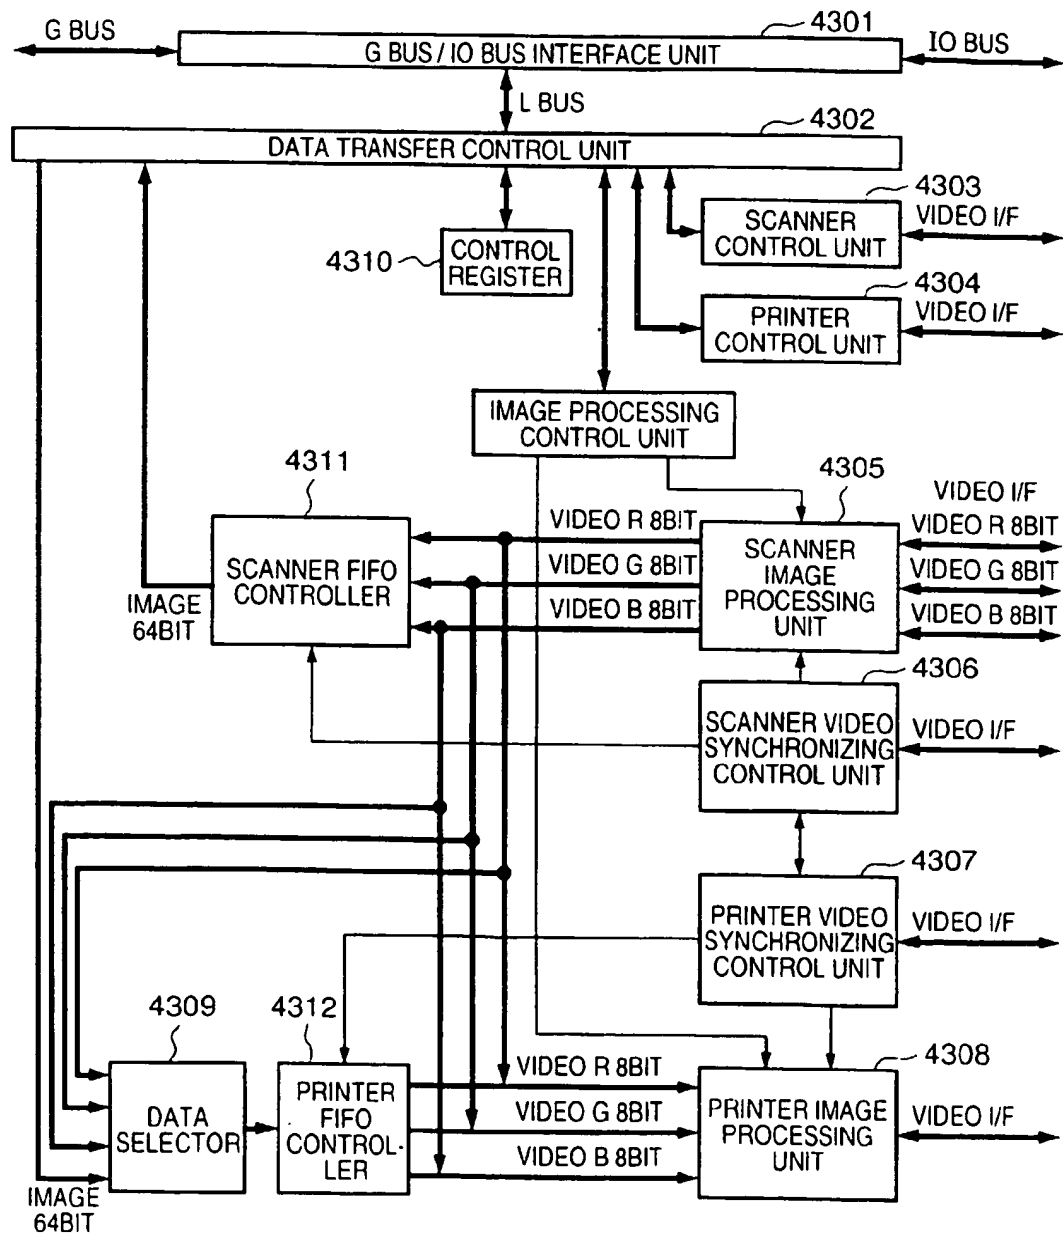 G BUS
4301
G BUS / IO BUS INTERFACE UNIT
IO BUS
L BUS
4302
DATA TRANSFER CONTROL UNIT
4303
SCANNER
CONTROL UNIT
VIDEO I/F
4310
CONTROL
REGISTER
4304
PRINTER
CONTROL UNIT
VIDEO I/F
IMAGE PROCESSING
CONTROL UNIT
4311
SCANNER FIFO
CONTROLLER
IMAGE
64BIT
VIDEO R 8BIT
VIDEO G 8BIT
VIDEO B 8BIT
4305
SCANNER
IMAGE
PROCESSING
UNIT
VIDEO I/F
VIDEO R 8BIT
VIDEO G 8BIT
VIDEO B 8BIT
4306
SCANNER VIDEO
SYNCHRONIZING
CONTROL UNIT
VIDEO I/F
4307
PRINTER VIDEO
SYNCHRONIZING
CONTROL UNIT
VIDEO I/F
4309
DATA
SELECTOR
IMAGE
64BIT
4312
PRINTER
FIFO
CONTROL-
LER
VIDEO R 8BIT
VIDEO G 8BIT
VIDEO B 8BIT
4308
PRINTER IMAGE
PROCESSING
UNIT
VIDEO I/F